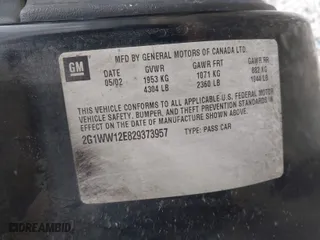 GM
MFD BY GENERAL MOTORS OF CANADA LTD.
DATE GVWR GAWR FRT GAWR RR
05/02 1953 KG 1071 KG 882 KG
4304 LB 2360 LB 1944 LB
THIS VEHICLE CONFORMS TO ALL APPLICABLE U.S. FEDERAL MOTOR
VEHICLE SAFETY, BUMPER, AND THEFT PREVENTION
STANDARDS IN EFFECT ON THE DATE OF MANUFACTURE
SHOWN ABOVE.
2G1WW12E829373957 TYPE: PASS CAR
© DREAMBID